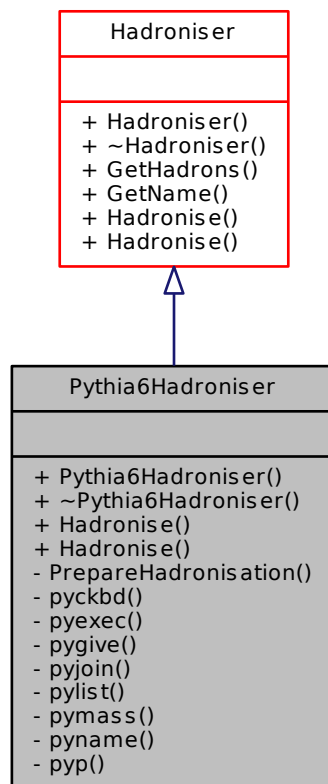 Hadroniser
+ Hadroniser()
+ ~Hadroniser()
+ GetHadrons()
+ GetName()
+ Hadronise()
+ Hadronise()
Pythia6Hadroniser
+ Pythia6Hadroniser()
+ ~Pythia6Hadroniser()
+ Hadronise()
+ Hadronise()
- PrepareHadronisation()
- pyckbd()
- pyexec()
- pygive()
- pyjoin()
- pylist()
- pymass()
- pyname()
- pyp()